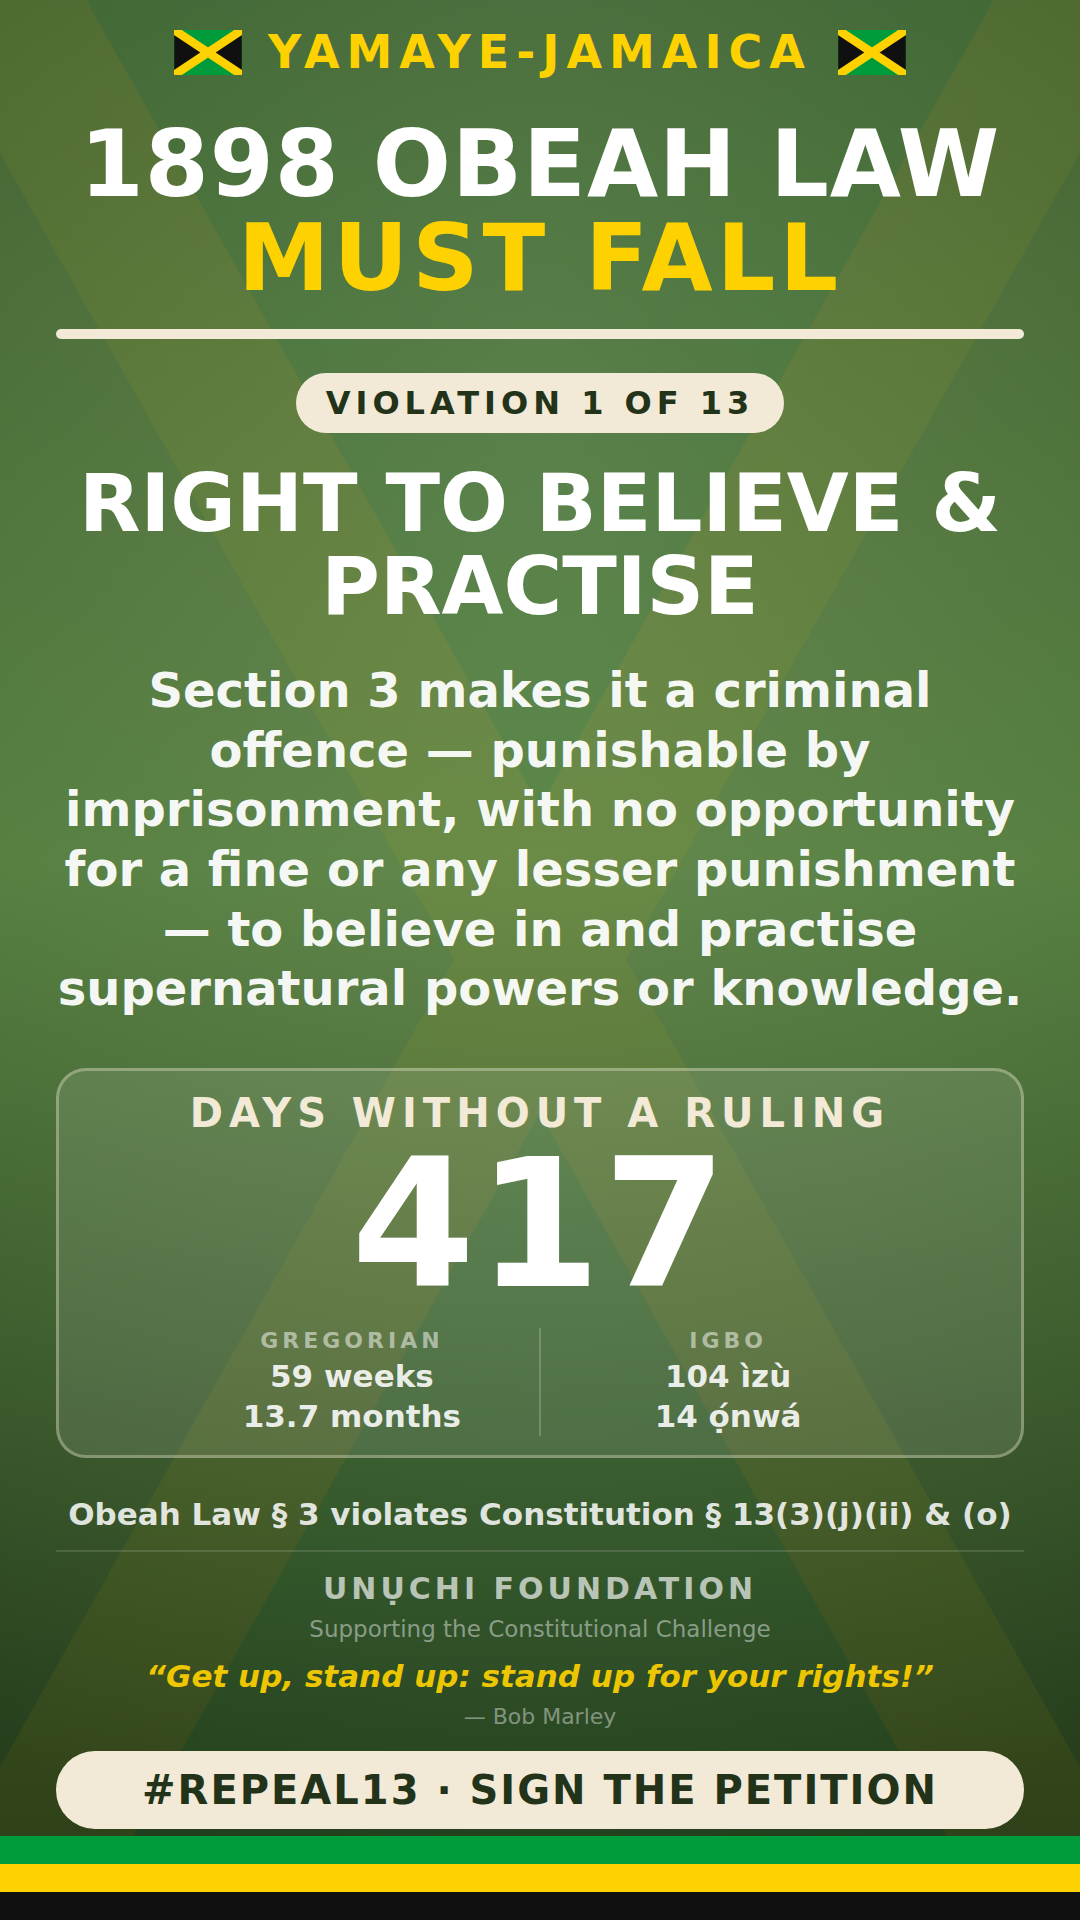 YAMAYE-JAMAICA
1898 OBEAH LAW
MUST FALL
VIOLATION 1 OF 13
RIGHT TO BELIEVE &
PRACTISE
Section 3 makes it a criminal
offence — punishable by
imprisonment, with no opportunity
for a fine or any lesser punishment
— to believe in and practise
supernatural powers or knowledge.
DAYS WITHOUT A RULING
417
GREGORIAN
59 weeks
13.7 months
IGBO
104 ìzù
14 ọ́nwá
Obeah Law § 3 violates Constitution § 13(3)(j)(ii) & (o)
UNỤCHI FOUNDATION
Supporting the Constitutional Challenge
“Get up, stand up: stand up for your rights!”
— Bob Marley
#REPEAL13 · SIGN THE PETITION